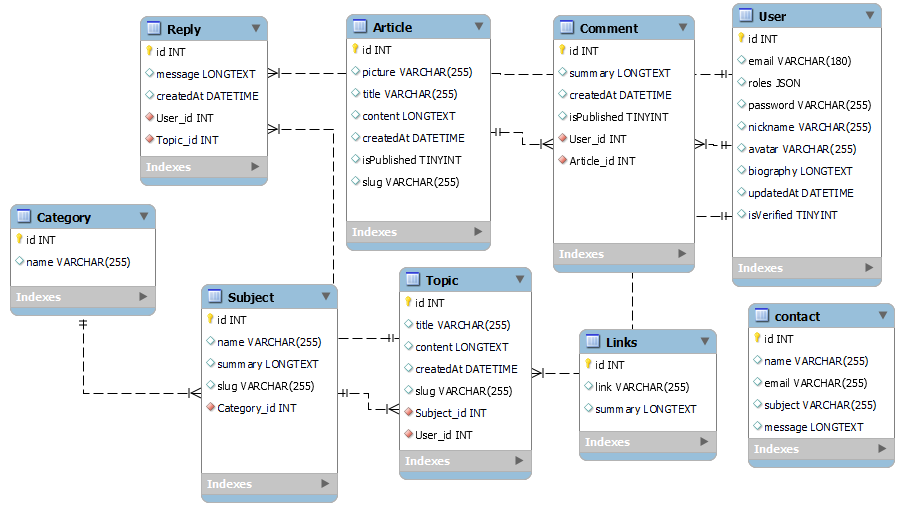 Reply
id INT
message LONGTEXT
createdAt DATETIME
User_id INT
Topic_id INT
Indexes
Article
id INT
picture VARCHAR(255)
title VARCHAR(255)
content LONGTEXT
createdAt DATETIME
isPublished TINYINT
slug VARCHAR(255)
Indexes
Comment
id INT
summary LONGTEXT
createdAt DATETIME
isPublished TINYINT
User_id INT
Article_id INT
Indexes
User
id INT
email VARCHAR(180)
roles JSON
password VARCHAR(255)
nickname VARCHAR(255)
avatar VARCHAR(255)
biography LONGTEXT
updatedAt DATETIME
isVerified TINYINT
Indexes
Category
id INT
name VARCHAR(255)
Indexes
Subject
id INT
name VARCHAR(255)
summary LONGTEXT
slug VARCHAR(255)
Category_id INT
Indexes
Topic
id INT
title VARCHAR(255)
content LONGTEXT
createdAt DATETIME
slug VARCHAR(255)
Subject_id INT
User_id INT
Indexes
Links
id INT
link VARCHAR(255)
summary LONGTEXT
Indexes
contact
id INT
name VARCHAR(255)
email VARCHAR(255)
subject VARCHAR(255)
message LONGTEXT
Indexes